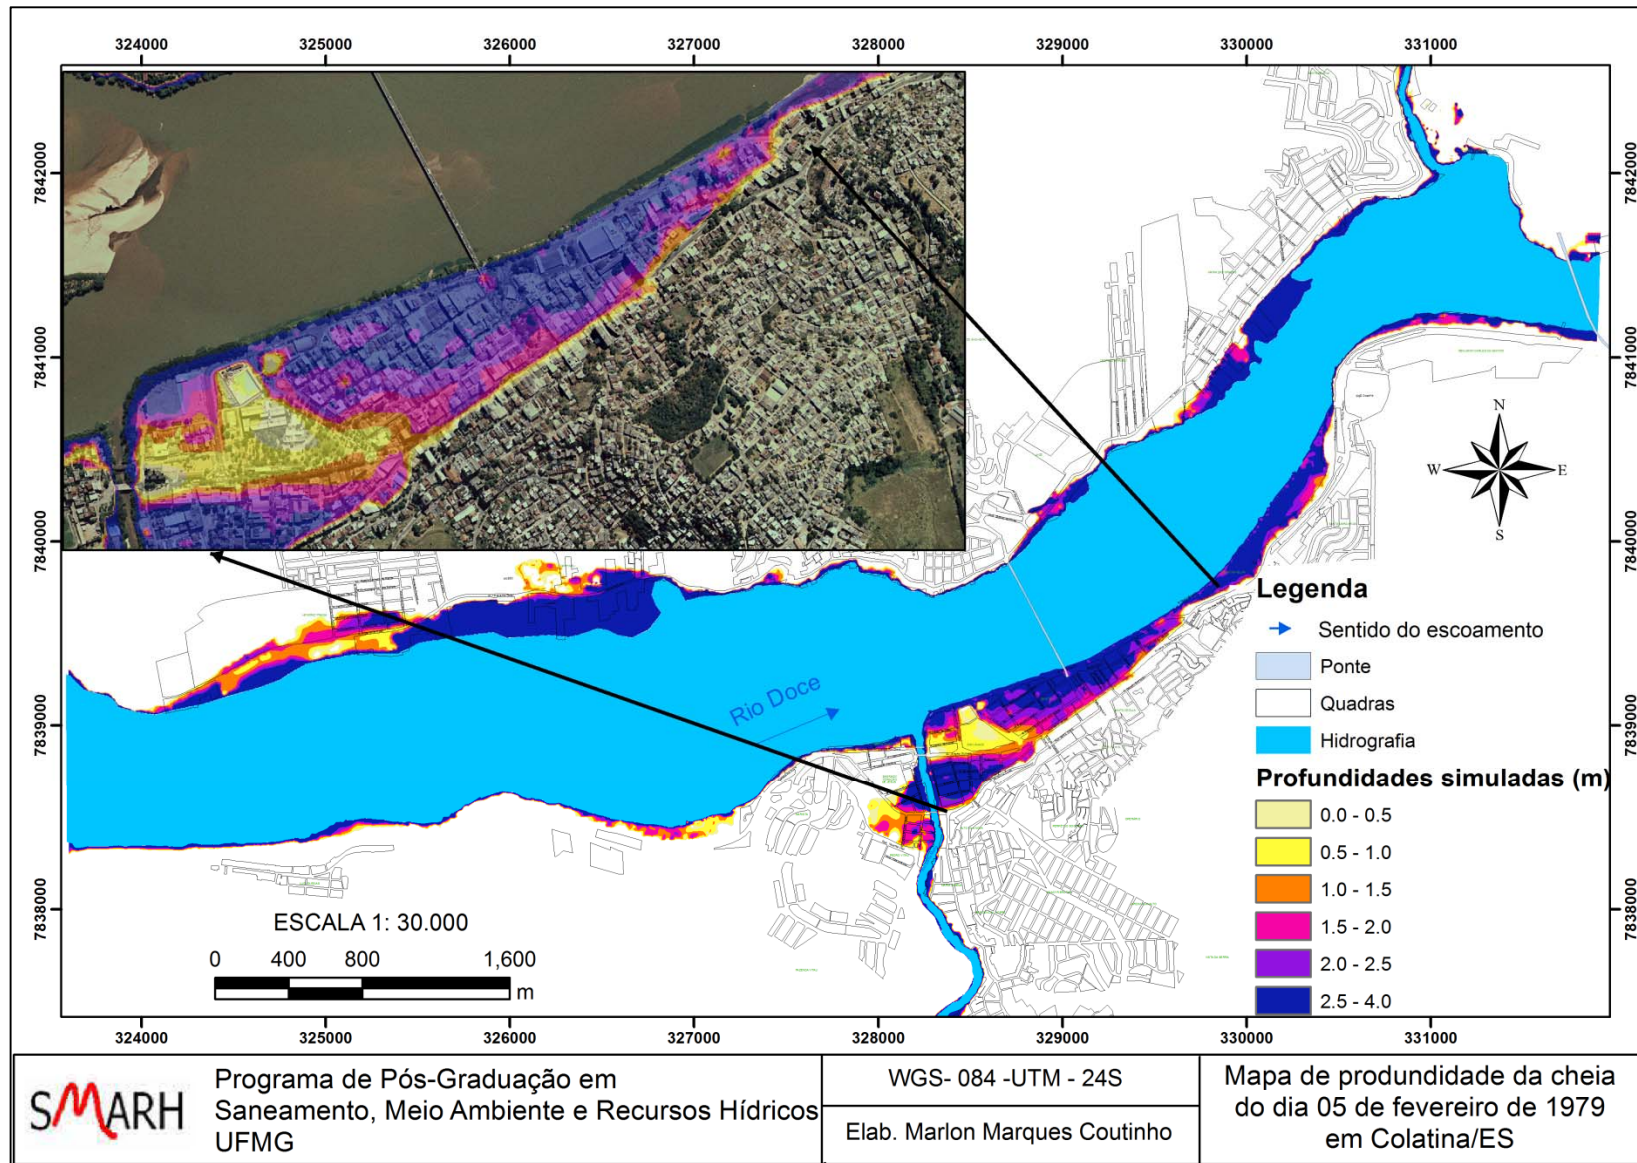 324000 325000 326000 327000 328000 329000 330000 331000
7842000
7841000
7840000
7839000
7838000
7842000
7841000
7840000
7839000
7838000
N
W E
S
Rio Doce
Legenda
Sentido do escoamento
Ponte
Quadras
Hidrografia
Profundidades simuladas (m)
0.0 - 0.5
0.5 - 1.0
1.0 - 1.5
1.5 - 2.0
2.0 - 2.5
2.5 - 4.0
ESCALA 1: 30.000
0 400 800 1,600
m
324000 325000 326000 327000 328000 329000 330000 331000
SMARH
Programa de Pós-Graduação em
Saneamento, Meio Ambiente e Recursos Hídricos
UFMG
WGS- 084 -UTM - 24S
Elab. Marlon Marques Coutinho
Mapa de produndidade da cheia
do dia 05 de fevereiro de 1979
em Colatina/ES